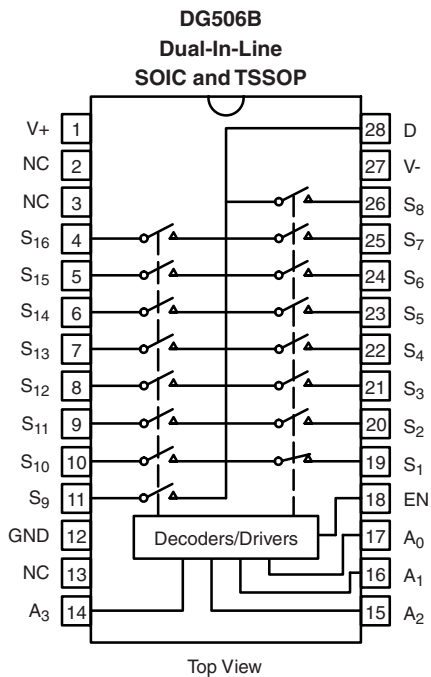 DG506B
Dual-In-Line
SOIC and TSSOP
V+ 1 28 D
NC 2 27 V-
NC 3 26 S8
S16 4 25 S7
S15 5 24 S6
S14 6 23 S5
S13 7 22 S4
S12 8 21 S3
S11 9 20 S2
S10 10 19 S1
S9 11 18 EN
GND 12 Decoders/Drivers 17 A0
NC 13 16 A1
A3 14 15 A2
Top View